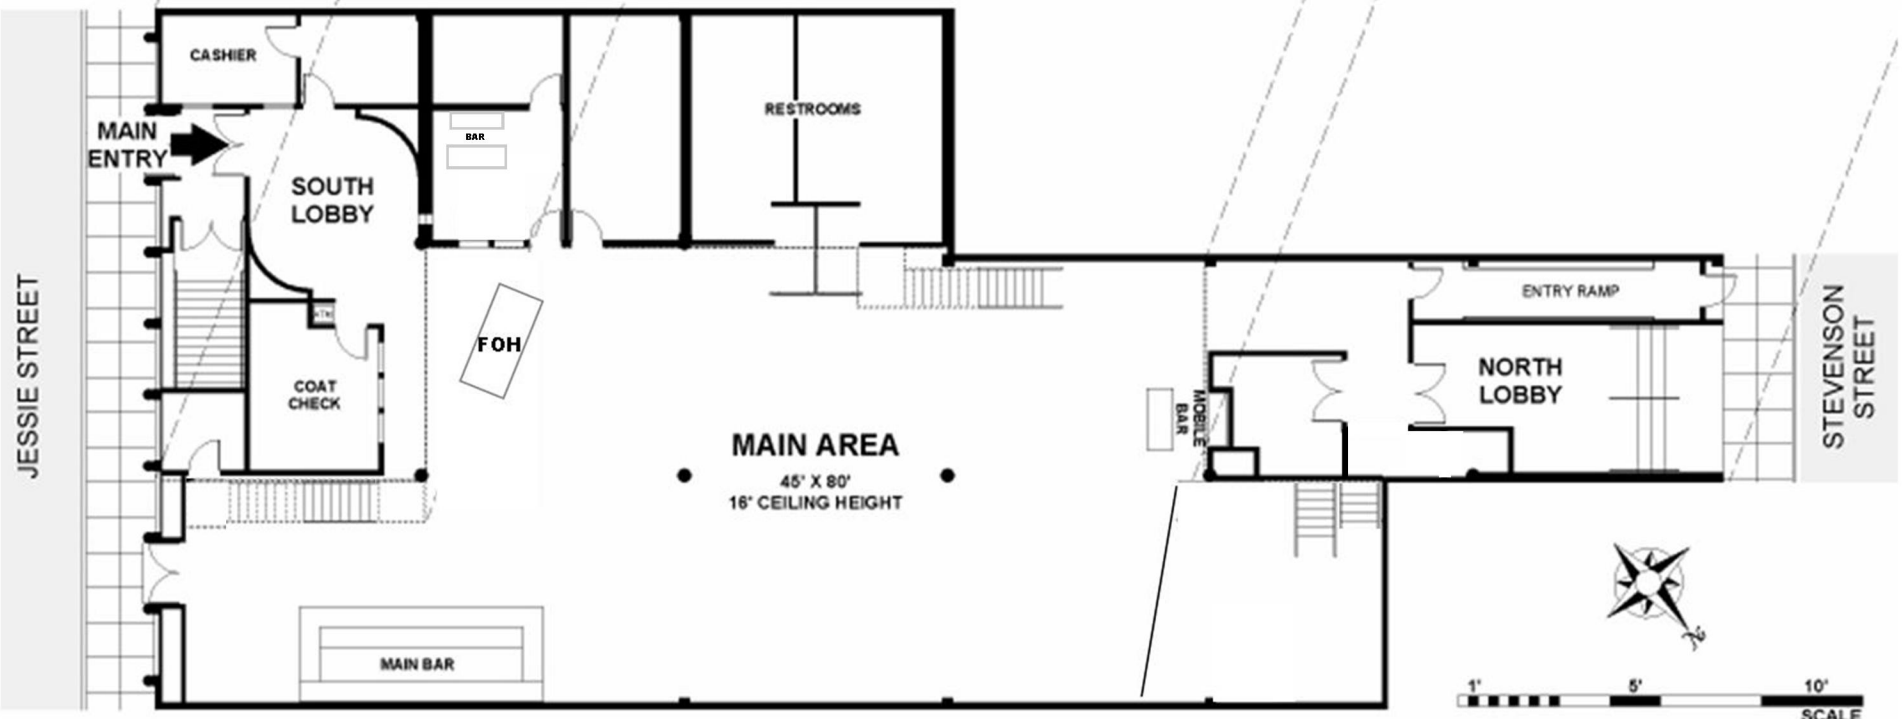 CASHIER
MAIN
ENTRY
SOUTH
LOBBY
BAR
RESTROOMS
ATM
COAT
CHECK
FOH
JESSIE STREET
MAIN AREA
45' X 80'
16' CEILING HEIGHT
MOBILE
BAR
MAIN BAR
ENTRY RAMP
NORTH
LOBBY
STEVENSON
STREET
N
1'
5'
10'
SCALE